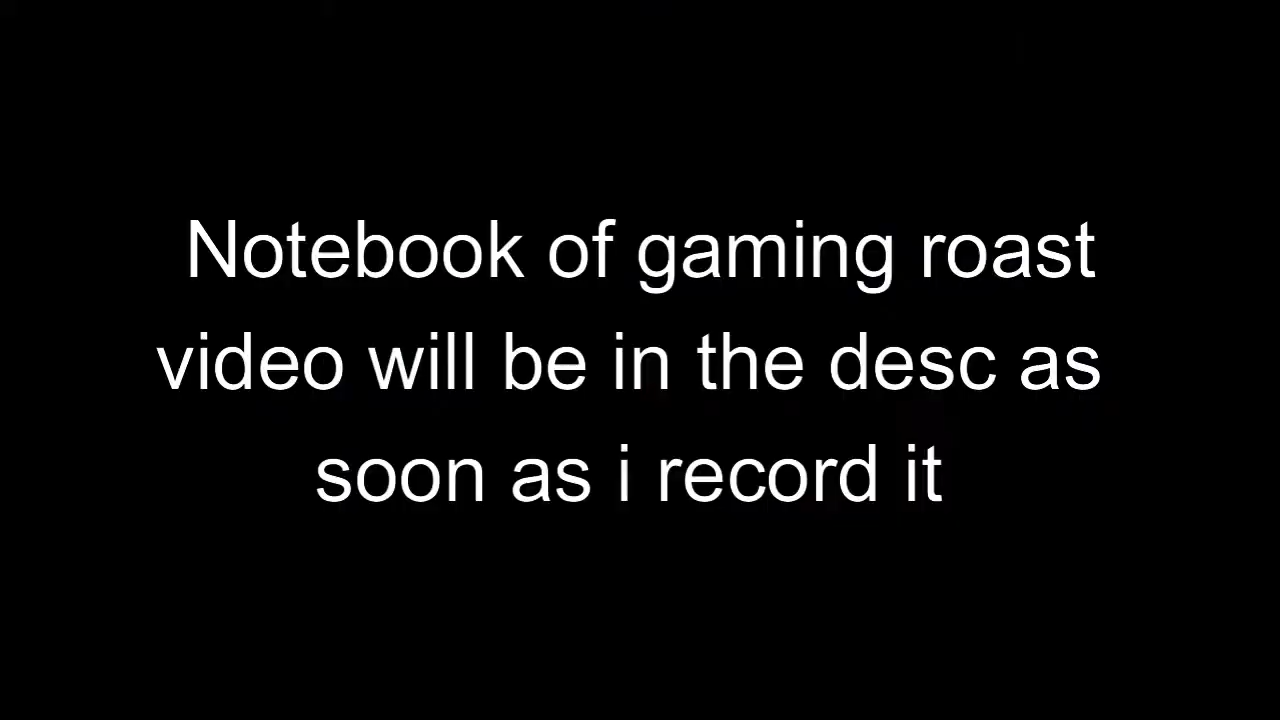 Notebook of gaming roast
video will be in the desc as
soon as i record it